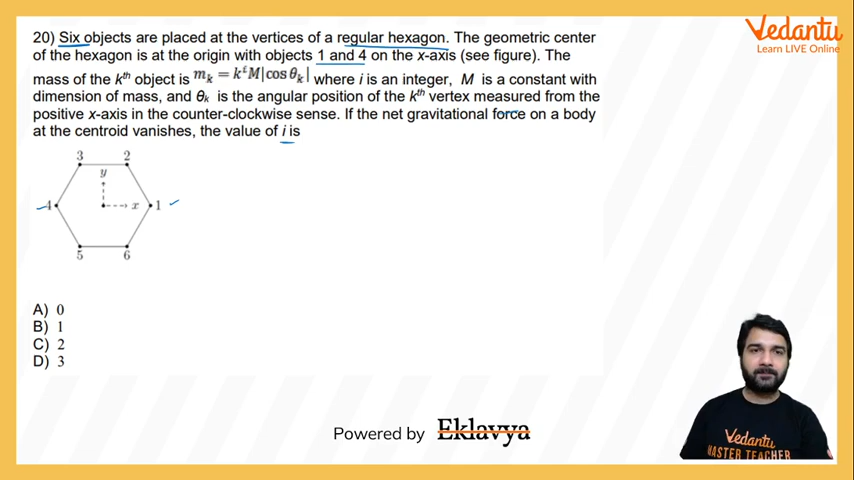 Vedantu
Learn LIVE Online
20) Six objects are placed at the vertices of a regular hexagon. The geometric center
of the hexagon is at the origin with objects 1 and 4 on the x-axis (see figure). The
mass of the kᵗʰ object is mₖ = kⁱM|cos θₖ| where i is an integer, M is a constant with
dimension of mass, and θₖ is the angular position of the kᵗʰ vertex measured from the
positive x-axis in the counter-clockwise sense. If the net gravitational force on a body
at the centroid vanishes, the value of i is
3 2
y
4 x 1
5 6
A) 0
B) 1
C) 2
D) 3
Powered by Eklavya
Vedantu
MASTER TEACHER